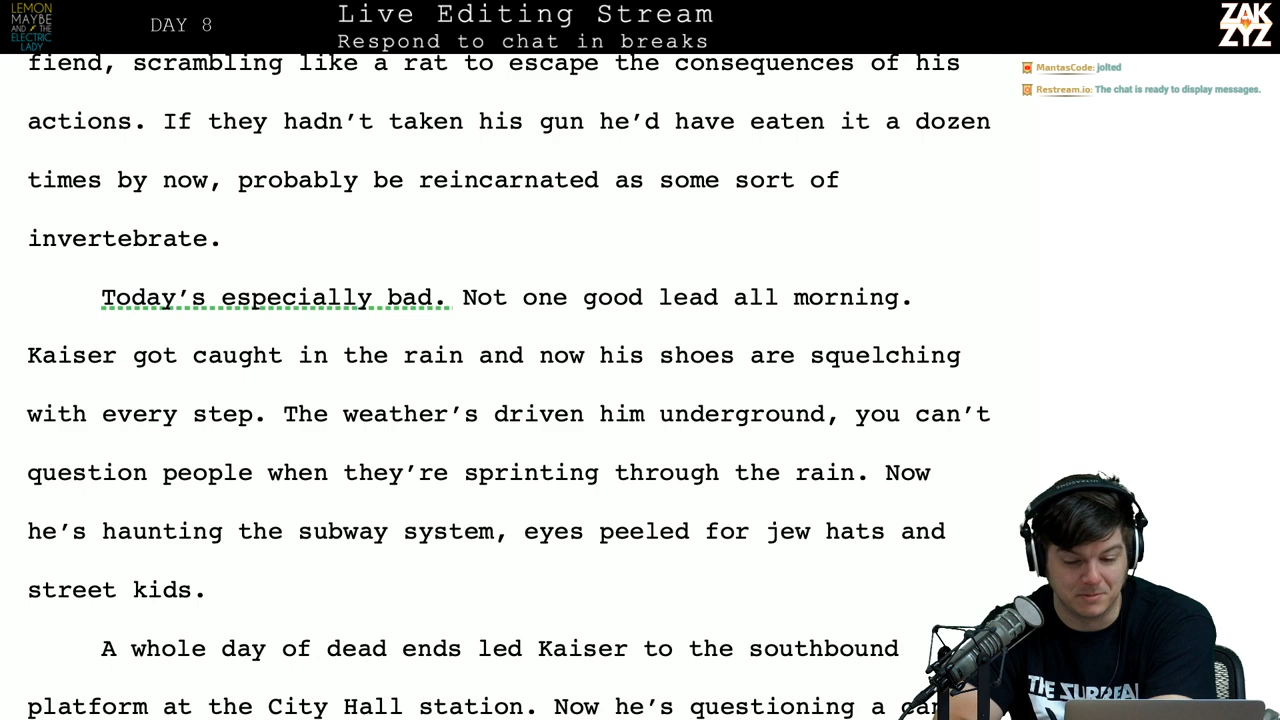 LEMON
MAYBE
AND THE
ELECTRIC
LADY
DAY 8
Live Editing Stream
Respond to chat in breaks
ZAK
ZYZ
fiend, scrambling like a rat to escape the consequences of his
actions. If they hadn’t taken his gun he’d have eaten it a dozen
times by now, probably be reincarnated as some sort of
invertebrate.
Today’s especially bad. Not one good lead all morning.
Kaiser got caught in the rain and now his shoes are squelching
with every step. The weather’s driven him underground, you can’t
question people when they’re sprinting through the rain. Now
he’s haunting the subway system, eyes peeled for jew hats and
street kids.
A whole day of dead ends led Kaiser to the southbound
platform at the City Hall station. Now he’s questioning a
MantasCode: jolted
Restream.io: The chat is ready to display messages.
THE SURREAL